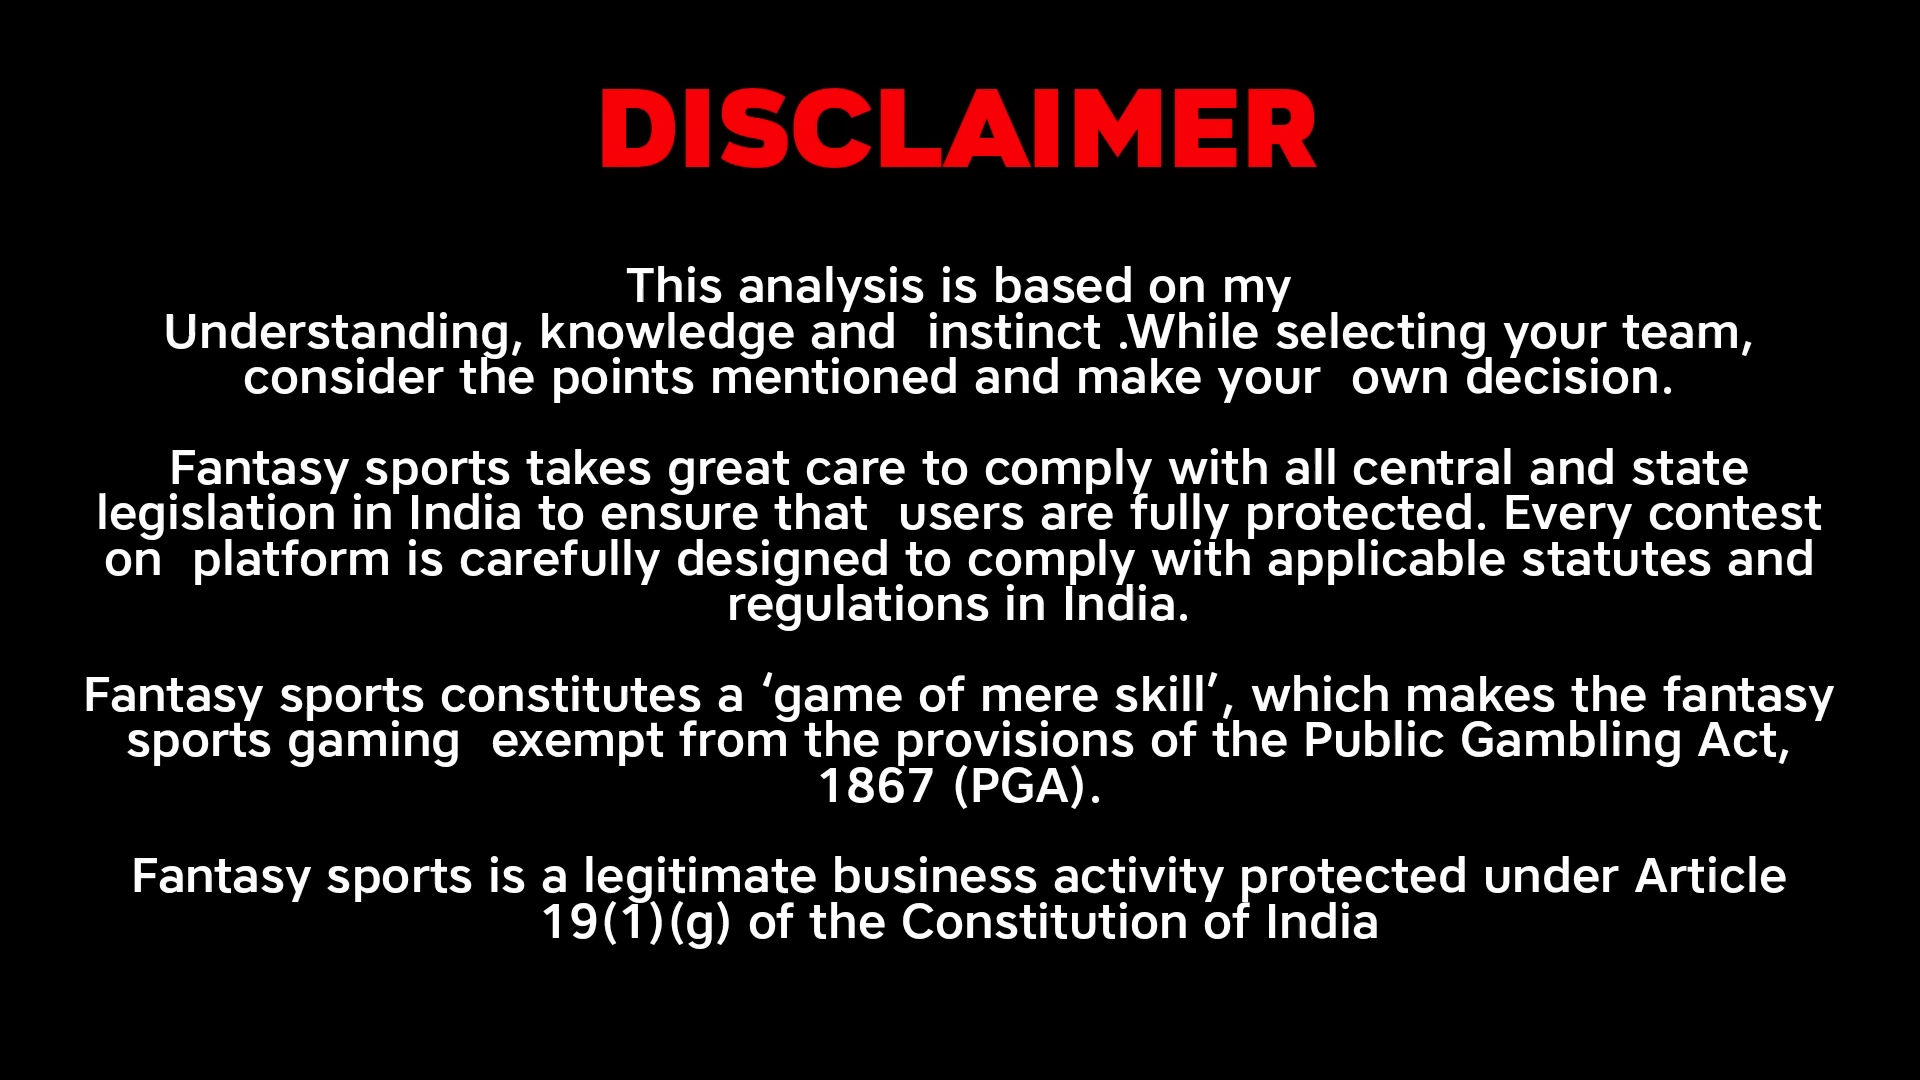 DISCLAIMER
This analysis is based on my
Understanding, knowledge and  instinct .While selecting your team,
consider the points mentioned and make your  own decision.
Fantasy sports takes great care to comply with all central and state
legislation in India to ensure that  users are fully protected. Every contest
on  platform is carefully designed to comply with applicable statutes and
regulations in India.
Fantasy sports constitutes a ‘game of mere skill’, which makes the fantasy
sports gaming  exempt from the provisions of the Public Gambling Act,
1867 (PGA).
Fantasy sports is a legitimate business activity protected under Article
19(1)(g) of the Constitution of India